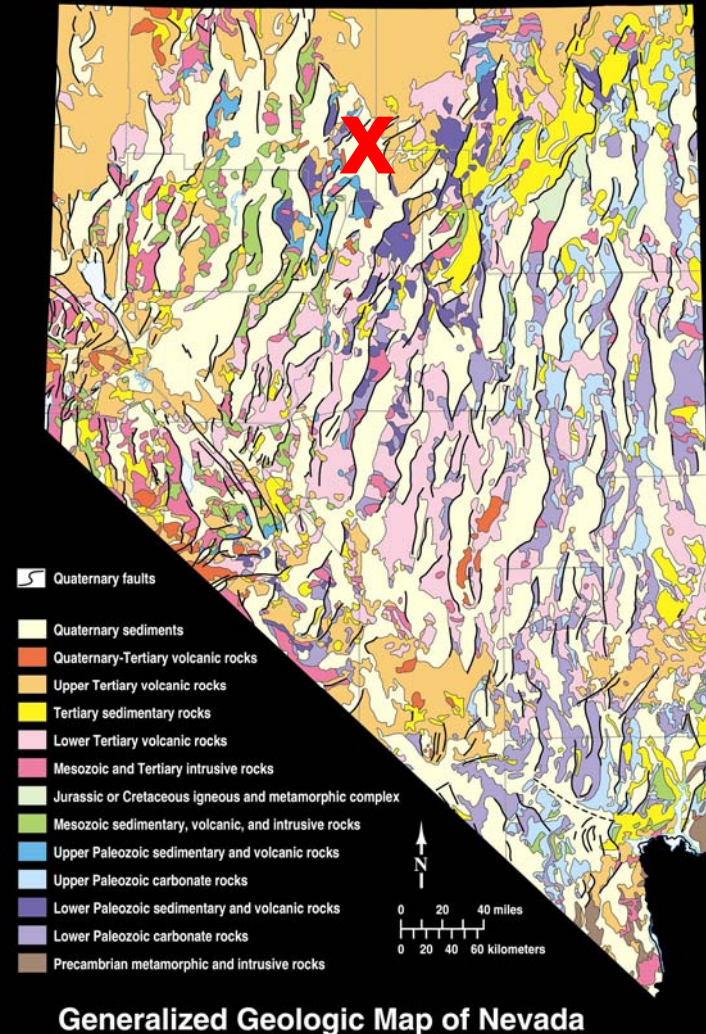 X
Quaternary faults
Quaternary sediments
Quaternary-Tertiary volcanic rocks
Upper Tertiary volcanic rocks
Tertiary sedimentary rocks
Lower Tertiary volcanic rocks
Mesozoic and Tertiary intrusive rocks
Jurassic or Cretaceous igneous and metamorphic complex
Mesozoic sedimentary, volcanic, and intrusive rocks
Upper Paleozoic sedimentary and volcanic rocks
Upper Paleozoic carbonate rocks
Lower Paleozoic sedimentary and volcanic rocks
Lower Paleozoic carbonate rocks
Precambrian metamorphic and intrusive rocks
N
0 20 40 miles
0 20 40 60 kilometers
Generalized Geologic Map of Nevada